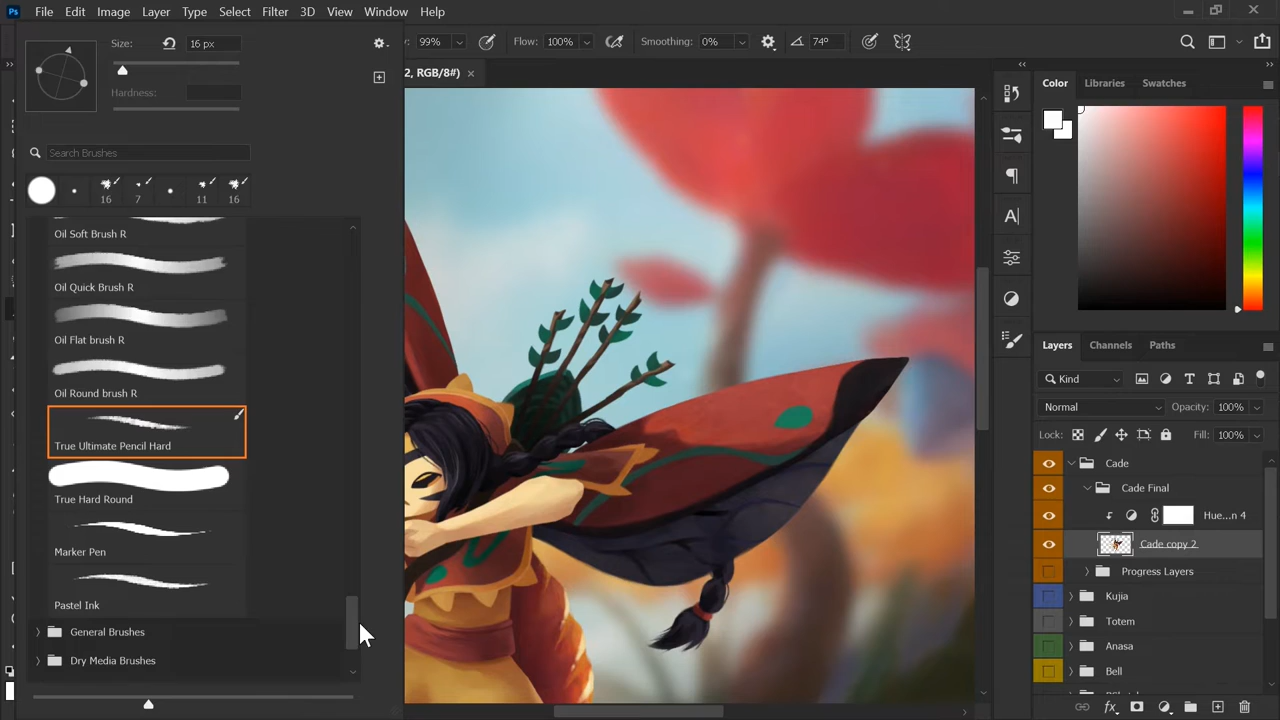 Ps File Edit Image Layer Type Select Filter 3D View Window Help
Size: 16 px
99% Flow: 100% Smoothing: 0% 74°
Hardness:
2, RGB/8#) ×
Search Brushes
16 7 11 16
Oil Soft Brush R
Oil Quick Brush R
Oil Flat brush R
Oil Round brush R
True Ultimate Pencil Hard
True Hard Round
Marker Pen
Pastel Ink
General Brushes
Dry Media Brushes
Color Libraries Swatches
Layers Channels Paths
Kind
Normal Opacity: 100%
Lock: Fill: 100%
Cade
Cade Final
Hue...n 4
Cade copy 2
Progress Layers
Kujia
Totem
Anasa
Bell
fx